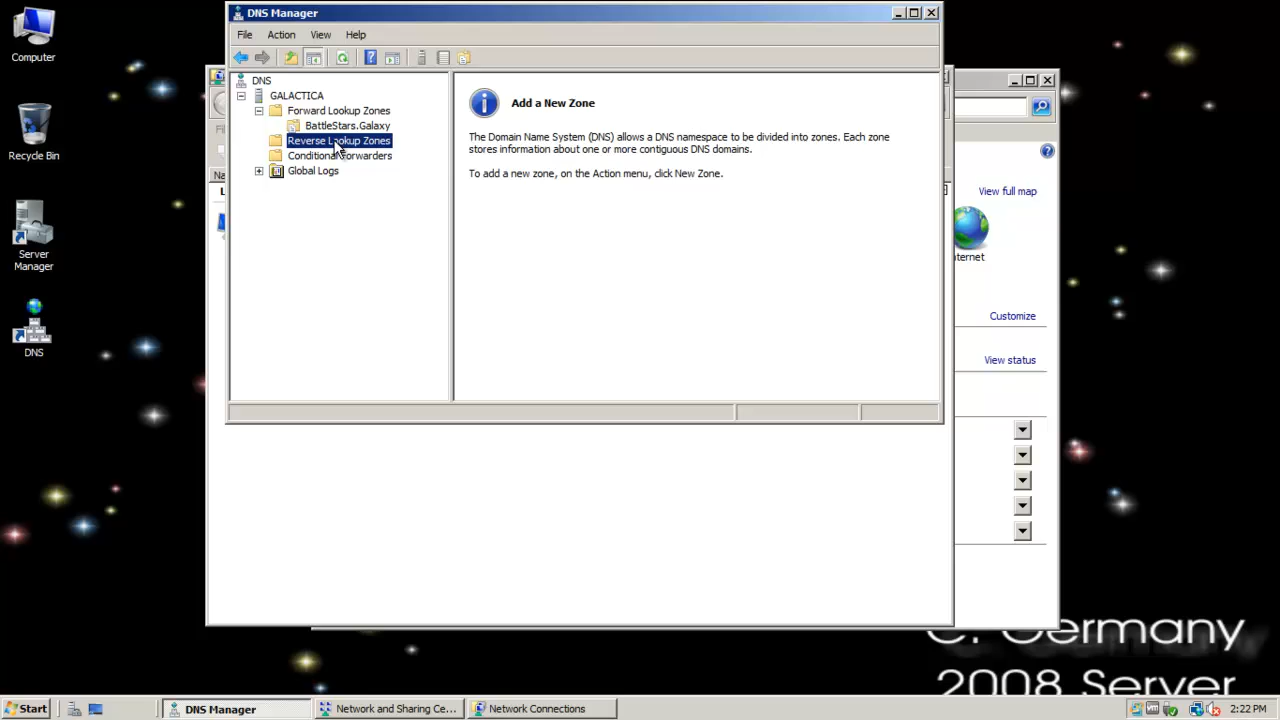 Computer
Recycle Bin
Server
Manager
DNS
DNS Manager
File Action View Help
DNS
GALACTICA
Forward Lookup Zones
BattleStars.Galaxy
Reverse Lookup Zones
Conditional Forwarders
Global Logs
Add a New Zone
The Domain Name System (DNS) allows a DNS namespace to be divided into zones. Each zone
stores information about one or more contiguous DNS domains.
To add a new zone, on the Action menu, click New Zone.
Na
View full map
ternet
Customize
View status
C. Germany
2008 Server
Start
DNS Manager
Network and Sharing Ce...
Network Connections
2:22 PM